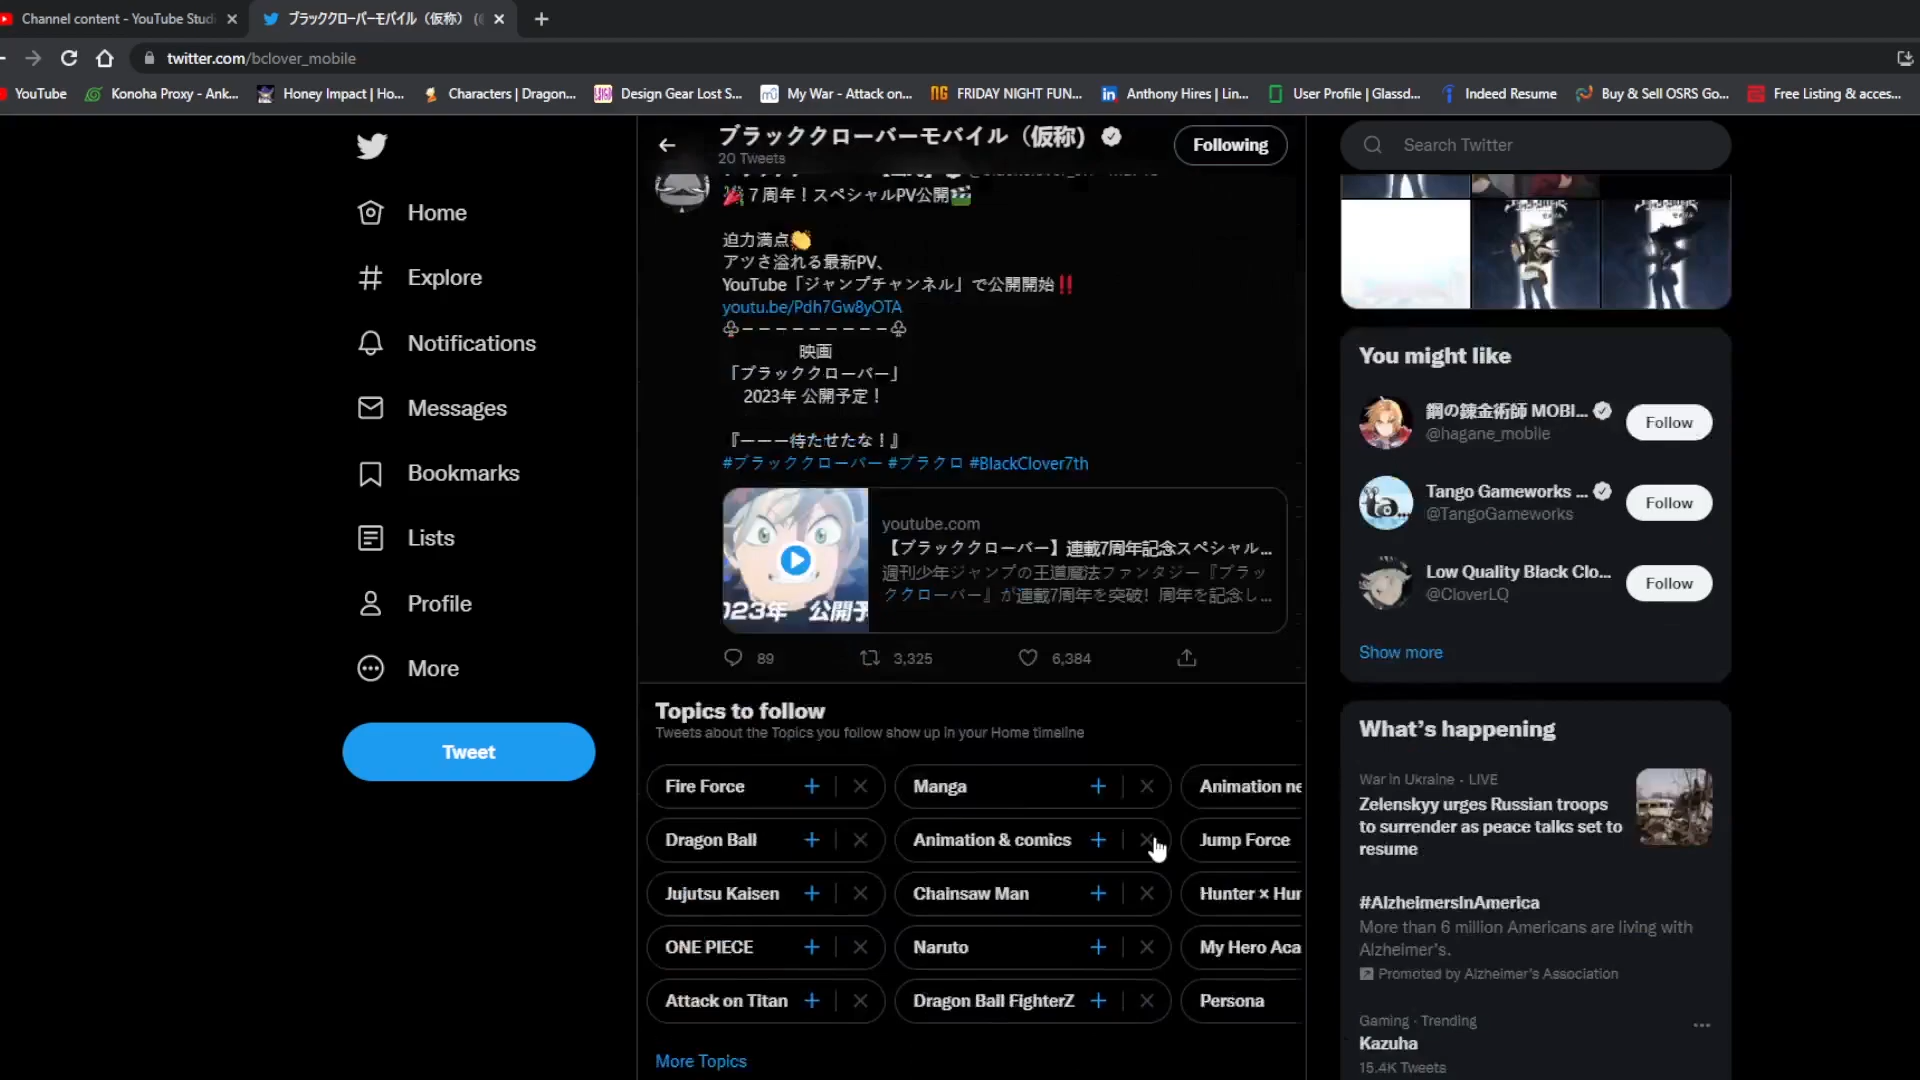 Channel content - YouTube Stud
ブラッククローバーモバイル（仮称）
twitter.com/bclover_mobile
YouTube
Konoha Proxy - Ank...
Honey Impact | Ho...
Characters | Dragon...
Design Gear Lost S...
My War - Attack on...
FRIDAY NIGHT FUN...
Anthony Hires | Lin...
User Profile | Glassd...
Indeed Resume
Buy & Sell OSRS Go...
Free Listing & acces...
Home
Explore
Notifications
Messages
Bookmarks
Lists
Profile
More
Tweet
ブラッククローバーモバイル（仮称）
20 Tweets
Following
🎉７周年！スペシャルPV公開🎬
迫力満点👏
アツさ溢れる最新PV、
YouTube「ジャンプチャンネル」で公開開始‼️
youtu.be/Pdh7Gw8yOTA
♧－－－－－－－－－♧
映画
「ブラッククローバー」
2023年 公開予定！
『ーーー待たせたな！』
#ブラッククローバー #ブラクロ #BlackClover7th
youtube.com
【ブラッククローバー】連載7周年記念スペシャル...
週刊少年ジャンプの王道魔法ファンタジー『ブラッ
ククローバー』が連載7周年を突破！周年を記念し...
023年 公開予
89
3,325
6,384
Topics to follow
Tweets about the Topics you follow show up in your Home timeline
Fire Force
Manga
Animation ne
Dragon Ball
Animation & comics
Jump Force
Jujutsu Kaisen
Chainsaw Man
Hunter × Hun
ONE PIECE
Naruto
My Hero Aca
Attack on Titan
Dragon Ball FighterZ
Persona
More Topics
Search Twitter
You might like
鋼の錬金術師 MOBI...
@hagane_mobile
Follow
Tango Gameworks ...
@TangoGameworks
Follow
Low Quality Black Clo...
@CloverLQ
Follow
Show more
What's happening
War in Ukraine · LIVE
Zelenskyy urges Russian troops
to surrender as peace talks set to
resume
#AlzheimersInAmerica
More than 6 million Americans are living with
Alzheimer's.
Promoted by Alzheimer's Association
Gaming · Trending
Kazuha
15.4K Tweets